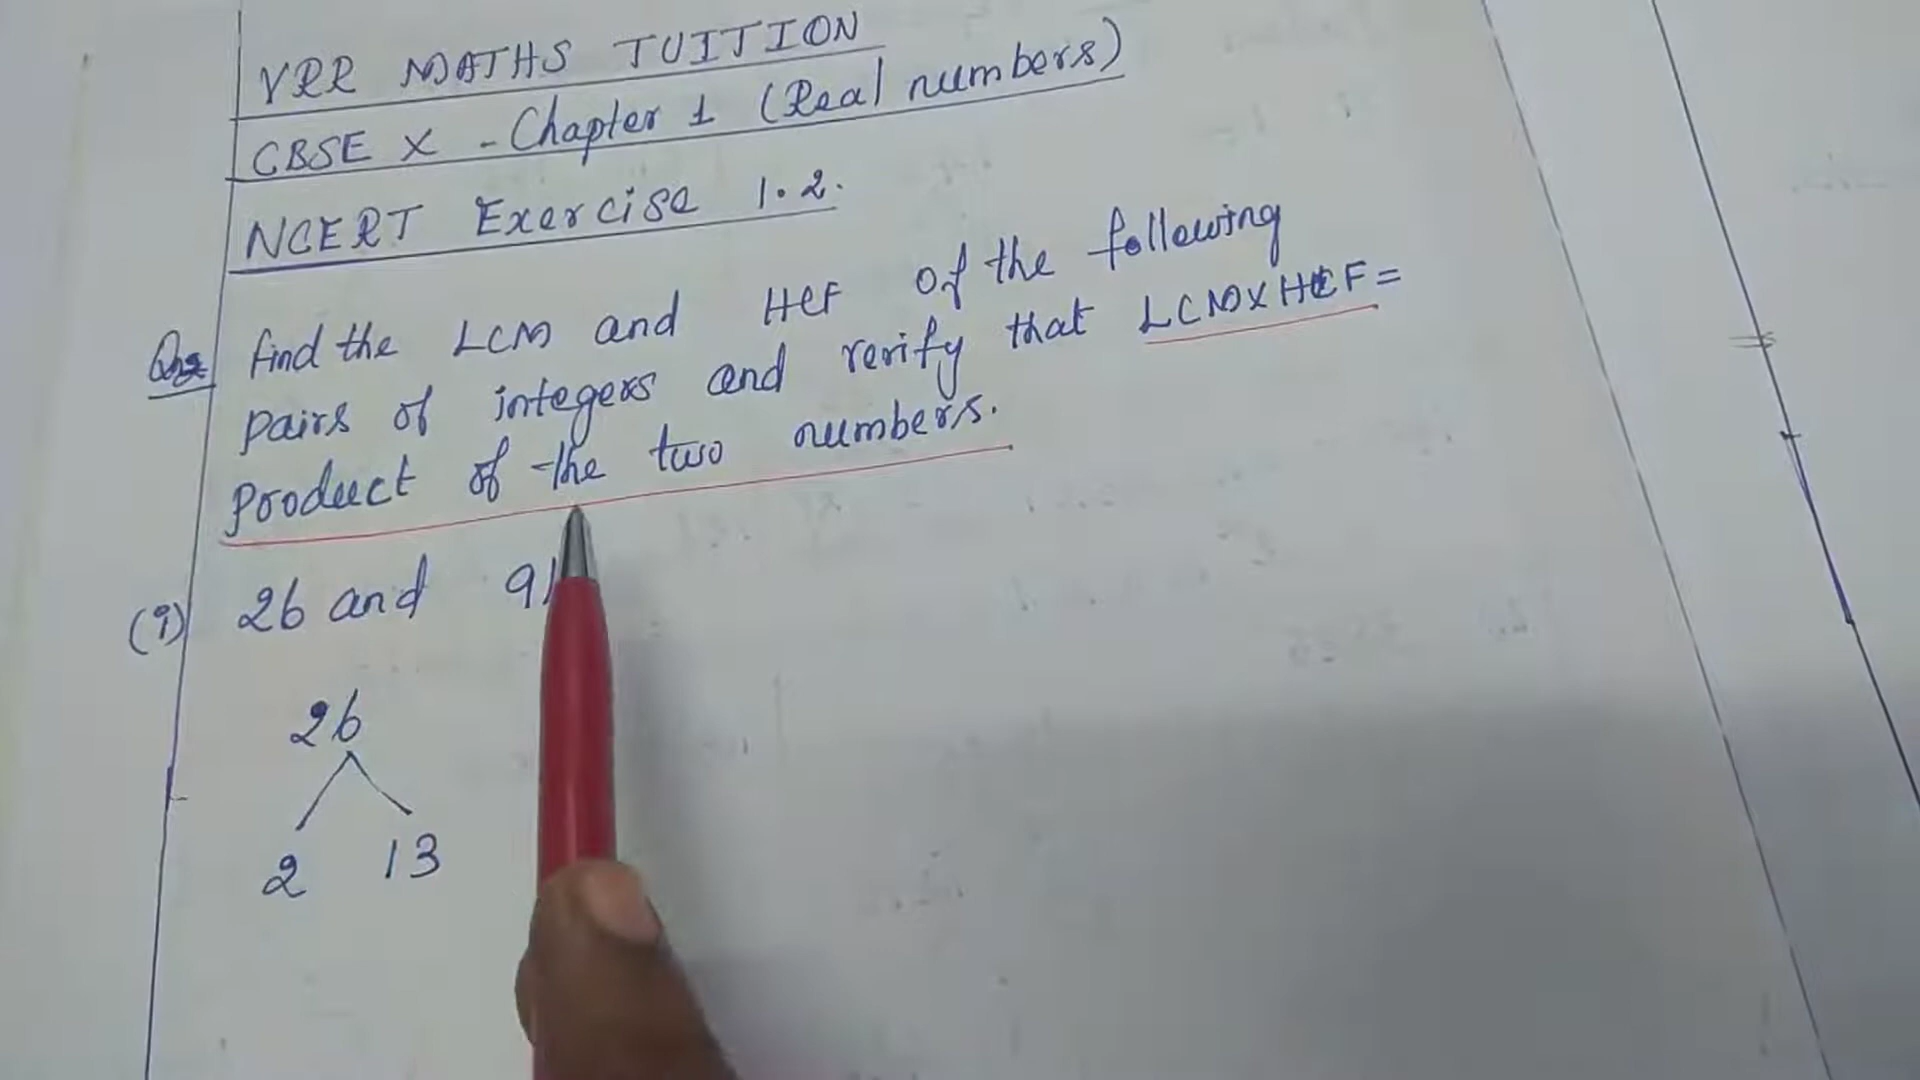 VRR MATHS TUITION
CBSE X - Chapter 1 (Real numbers)
NCERT Exercise 1.2.
Qn2 find the LCM and HCF of the following
pairs of integers and verify that LCM X HCF =
product of the two numbers.
(i) 26 and 91
26
2 13